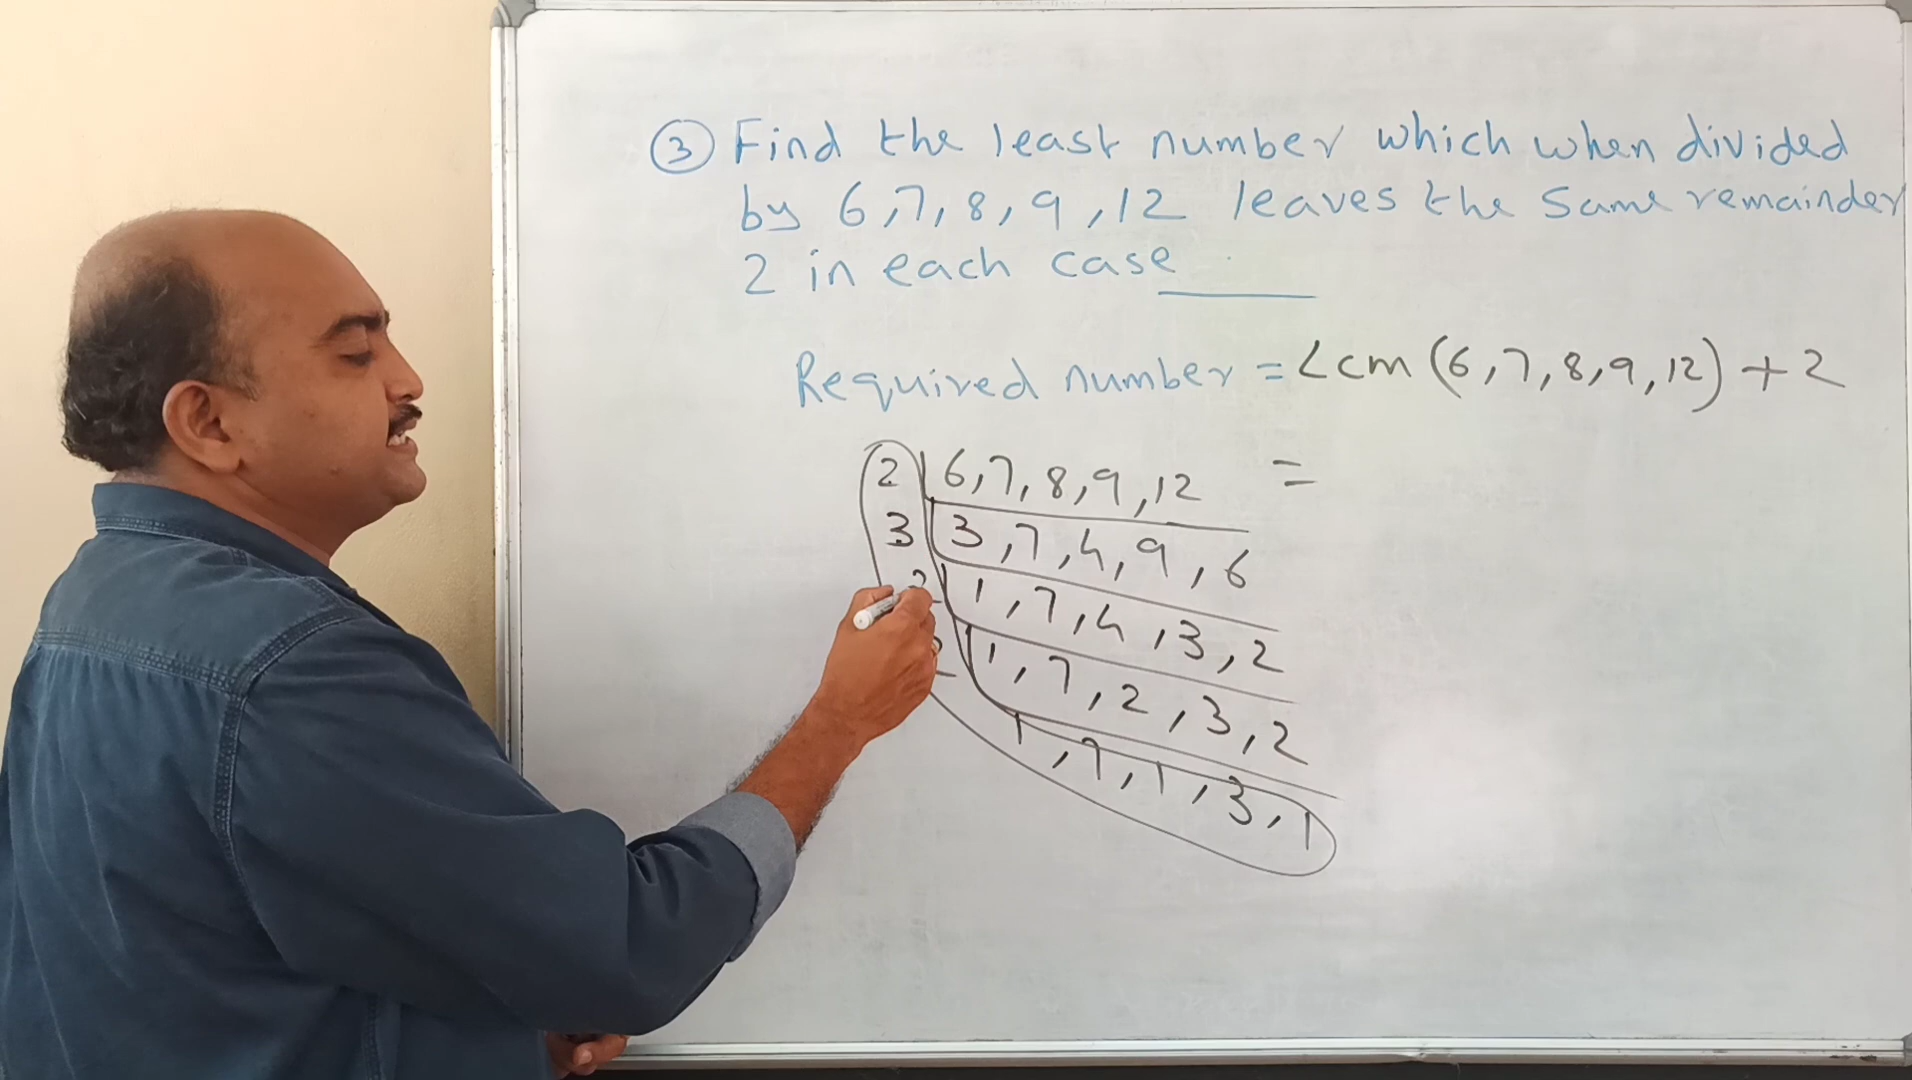 ③ Find the least number which when divided
by 6,7,8,9,12 leaves the same remainder
2 in each case ____
Required number = Lcm (6,7,8,9,12) + 2
2 6,7,8,9,12 =
3 3,7,4,9,6
2 1,7,4,3,2
1,7,2,3,2
1,7,1,3,1